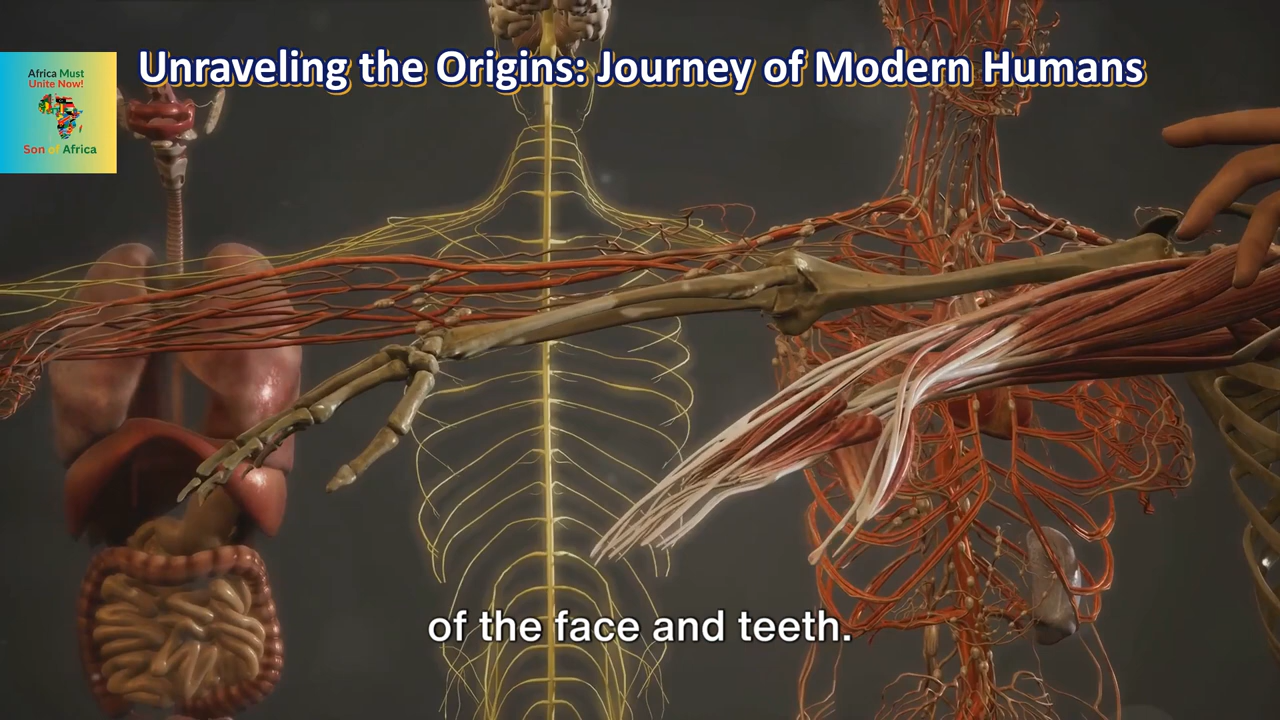 Unraveling the Origins: Journey of Modern Humans
Africa Must
Unite Now!
Son of Africa
of the face and teeth.